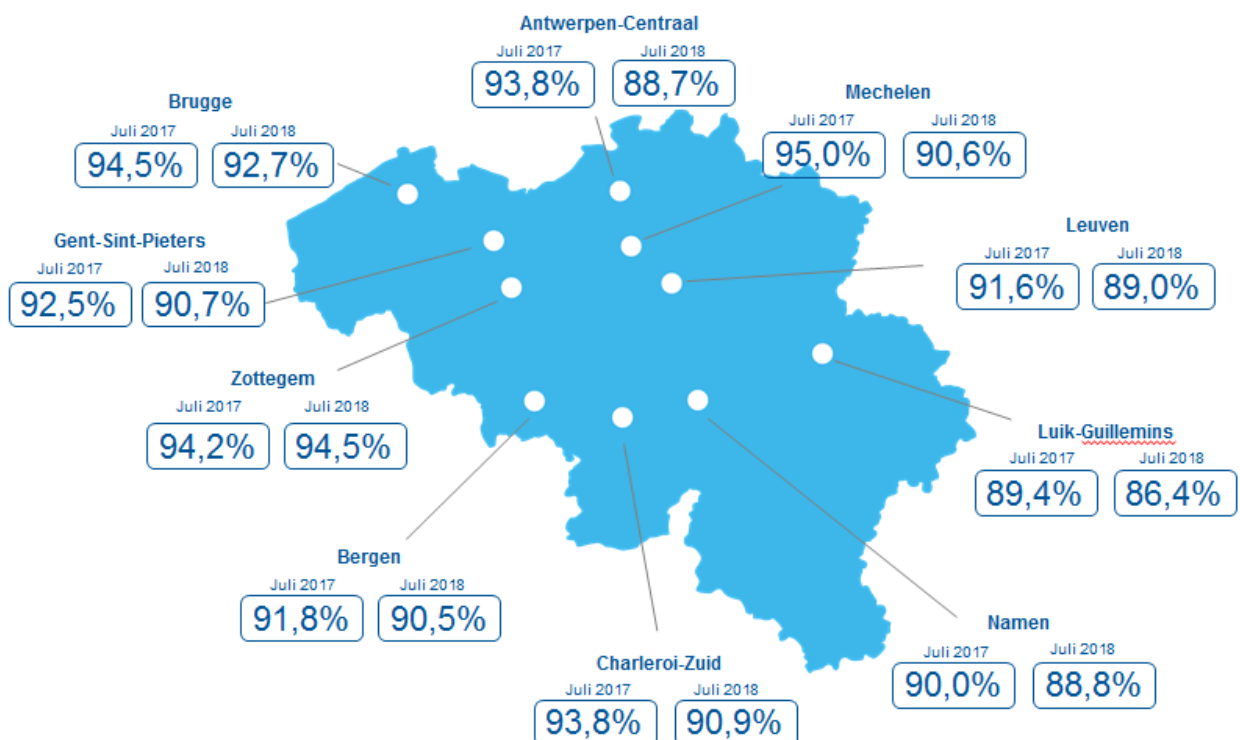 Antwerpen-Centraal
Juli 2017 Juli 2018
93,8% 88,7%
Mechelen
Juli 2017 Juli 2018
95,0% 90,6%
Brugge
Juli 2017 Juli 2018
94,5% 92,7%
Leuven
Juli 2017 Juli 2018
91,6% 89,0%
Gent-Sint-Pieters
Juli 2017 Juli 2018
92,5% 90,7%
Zottegem
Juli 2017 Juli 2018
94,2% 94,5%
Luik-Guillemins
Juli 2017 Juli 2018
89,4% 86,4%
Bergen
Juli 2017 Juli 2018
91,8% 90,5%
Namen
Juli 2017 Juli 2018
90,0% 88,8%
Charleroi-Zuid
Juli 2017 Juli 2018
93,8% 90,9%